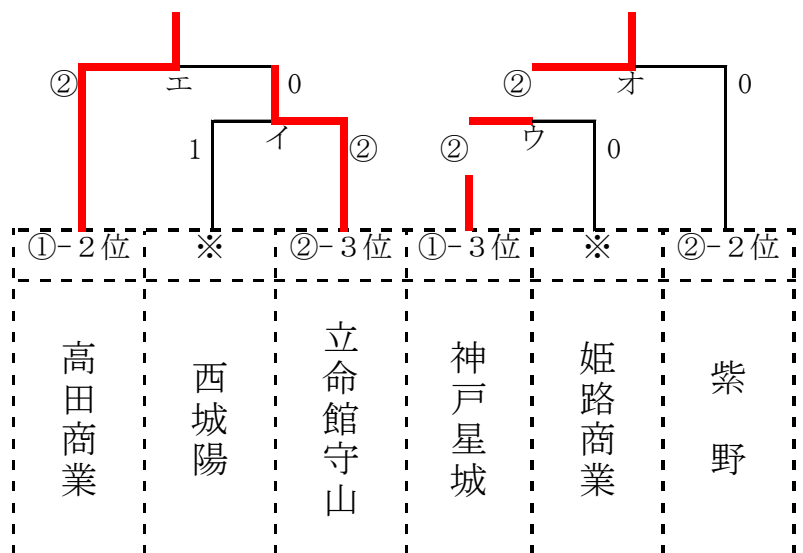 ② エ 0 ② オ 0
1 イ ② ② ウ 0
①-2位 ※ ②-3位 ①-3位 ※ ②-2位
高田商業
西城陽
立命館守山
神戸星城
姫路商業
紫野